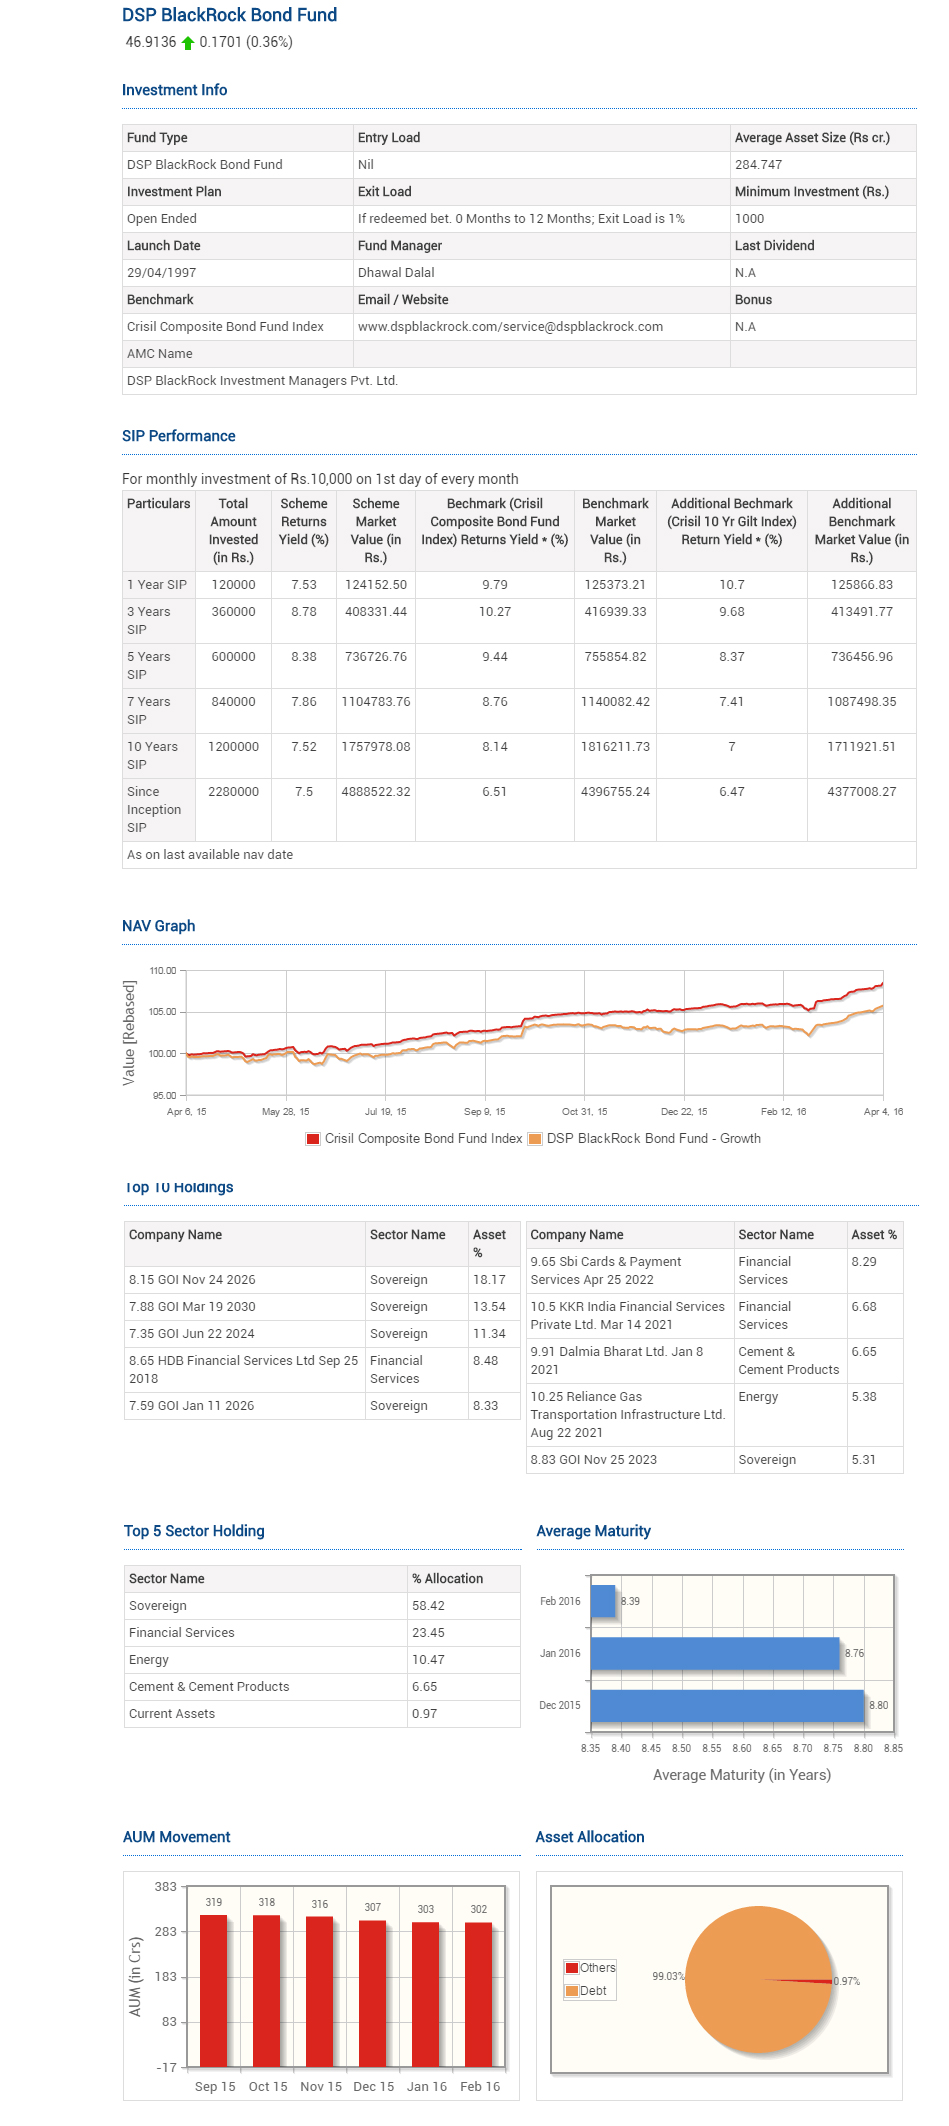 DSP BlackRock Bond Fund
46.9136 0.1701 (0.36%)
Investment Info
Fund Type Entry Load Average Asset Size (Rs cr.)
DSP BlackRock Bond Fund Nil 284.747
Investment Plan Exit Load Minimum Investment (Rs.)
Open Ended If redeemed bet. 0 Months to 12 Months; Exit Load is 1% 1000
Launch Date Fund Manager Last Dividend
29/04/1997 Dhawal Dalal N.A
Benchmark Email / Website Bonus
Crisil Composite Bond Fund Index www.dspblackrock.com/service@dspblackrock.com N.A
AMC Name
DSP BlackRock Investment Managers Pvt. Ltd.
SIP Performance
For monthly investment of Rs.10,000 on 1st day of every month
Particulars Total Scheme Scheme Bechmark (Crisil Benchmark Additional Bechmark Additional
Amount Returns Market Composite Bond Fund Market (Crisil 10 Yr Gilt Index) Benchmark
Invested Yield (%) Value (in Index) Returns Yield * (%) Value (in Return Yield * (%) Market Value (in
(in Rs.) Rs.) Rs.) Rs.)
1 Year SIP 120000 7.53 124152.50 9.79 125373.21 10.7 125866.83
3 Years 360000 8.78 408331.44 10.27 416939.33 9.68 413491.77
SIP
5 Years 600000 8.38 736726.76 9.44 755854.82 8.37 736456.96
SIP
7 Years 840000 7.86 1104783.76 8.76 1140082.42 7.41 1087498.35
SIP
10 Years 1200000 7.52 1757978.08 8.14 1816211.73 7 1711921.51
SIP
Since 2280000 7.5 4888522.32 6.51 4396755.24 6.47 4377008.27
Inception
SIP
As on last available nav date
NAV Graph
Value [Rebased]
110.00
105.00
100.00
95.00
Apr 6, 15 May 28, 15 Jul 19, 15 Sep 9, 15 Oct 31, 15 Dec 22, 15 Feb 12, 16 Apr 4, 16
Crisil Composite Bond Fund Index DSP BlackRock Bond Fund - Growth
Top 10 Holdings
Company Name Sector Name Asset
%
8.15 GOI Nov 24 2026 Sovereign 18.17
7.88 GOI Mar 19 2030 Sovereign 13.54
7.35 GOI Jun 22 2024 Sovereign 11.34
8.65 HDB Financial Services Ltd Sep 25 Financial 8.48
2018 Services
7.59 GOI Jan 11 2026 Sovereign 8.33
Company Name Sector Name Asset %
9.65 Sbi Cards & Payment Financial 8.29
Services Apr 25 2022 Services
10.5 KKR India Financial Services Financial 6.68
Private Ltd. Mar 14 2021 Services
9.91 Dalmia Bharat Ltd. Jan 8 Cement & 6.65
2021 Cement Products
10.25 Reliance Gas Energy 5.38
Transportation Infrastructure Ltd.
Aug 22 2021
8.83 GOI Nov 25 2023 Sovereign 5.31
Top 5 Sector Holding
Sector Name % Allocation
Sovereign 58.42
Financial Services 23.45
Energy 10.47
Cement & Cement Products 6.65
Current Assets 0.97
Average Maturity
Feb 2016 8.39
Jan 2016 8.76
Dec 2015 8.80
8.35 8.40 8.45 8.50 8.55 8.60 8.65 8.70 8.75 8.80 8.85
Average Maturity (in Years)
AUM Movement
AUM (in Crs)
383
283
183
83
-17
319 318 316 307 303 302
Sep 15 Oct 15 Nov 15 Dec 15 Jan 16 Feb 16
Asset Allocation
Others
Debt
99.03%
0.97%